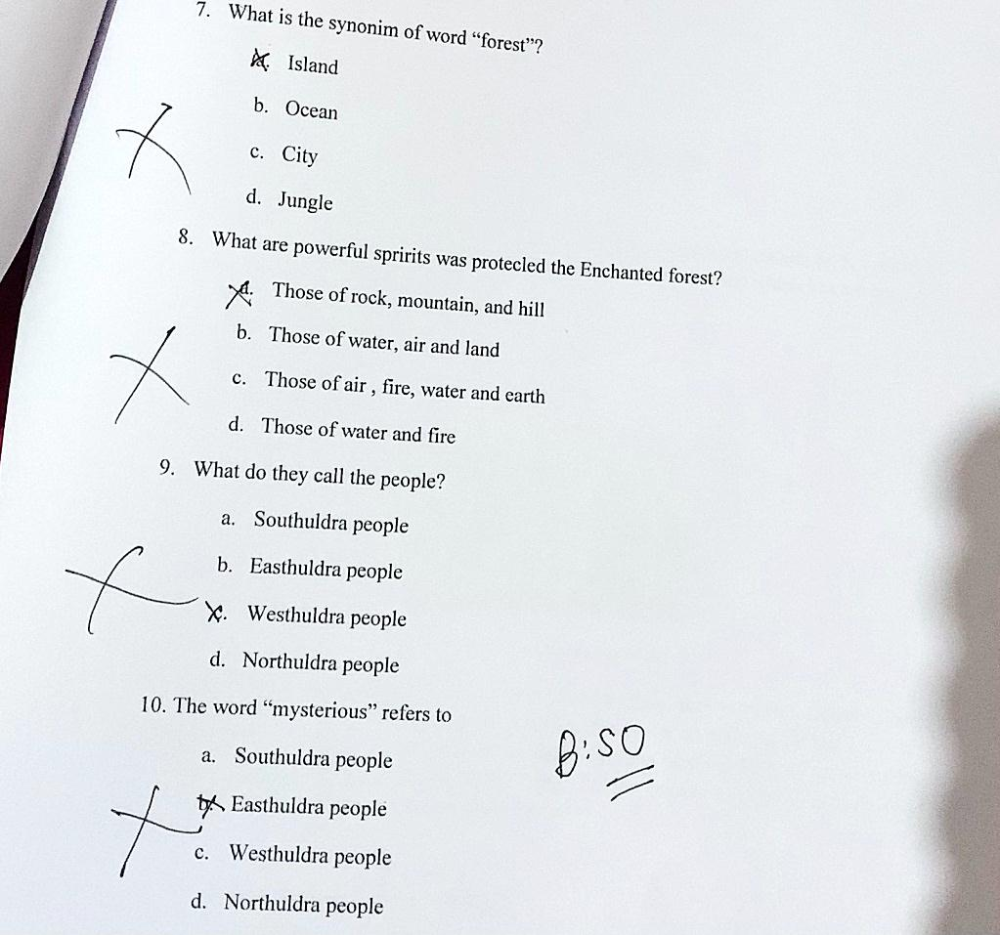 7. What is the synonim of word “forest”?
a. Island
b. Ocean
c. City
d. Jungle
8. What are powerful spririts was protecled the Enchanted forest?
a. Those of rock, mountain, and hill
b. Those of water, air and land
c. Those of air , fire, water and earth
d. Those of water and fire
9. What do they call the people?
a. Southuldra people
b. Easthuldra people
c. Westhuldra people
d. Northuldra people
10. The word “mysterious” refers to
a. Southuldra people
b. Easthuldra people
B:50
c. Westhuldra people
d. Northuldra people